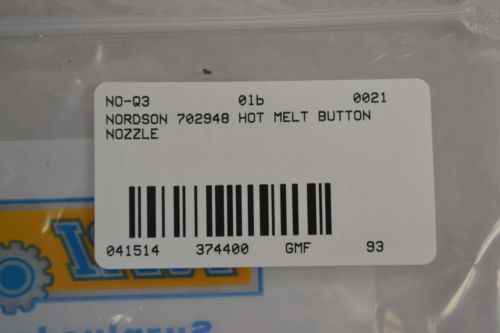 NO-Q3 01b 0021
NORDSON 702948 HOT MELT BUTTON
NOZZLE
041514 374400 GMF 93